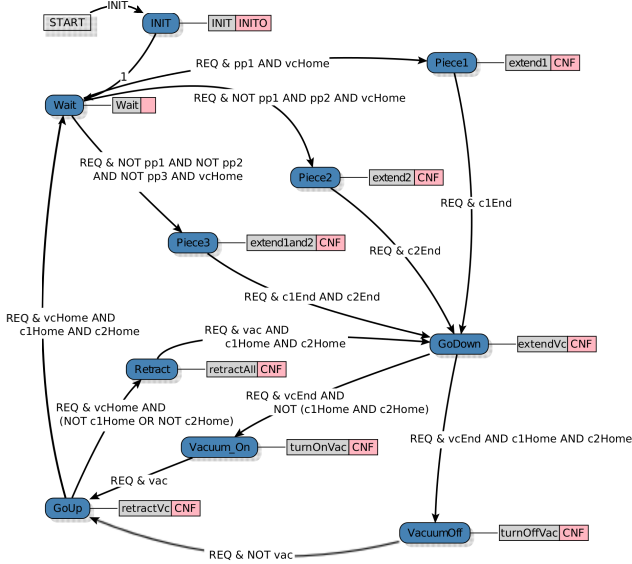 INIT
START
INIT
INIT INITO
REQ & pp1 AND vcHome
Piece1
extend1 CNF
1
Wait
Wait
REQ & NOT pp1 AND pp2 AND vcHome
REQ & NOT pp1 AND NOT pp2
AND NOT pp3 AND vcHome
Piece2
extend2 CNF
REQ & c1End
Piece3
extend1and2 CNF
REQ & c2End
REQ & c1End AND c2End
REQ & vcHome AND
c1Home AND c2Home
REQ & vac AND
c1Home AND c2Home
GoDown
extendVc CNF
Retract
retractAll CNF
REQ & vcEnd AND
NOT (c1Home AND c2Home)
REQ & vcHome AND
(NOT c1Home OR NOT c2Home)
REQ & vcEnd AND c1Home AND c2Home
Vacuum_On
turnOnVac CNF
REQ & vac
GoUp
retractVc CNF
VacuumOff
turnOffVac CNF
REQ & NOT vac